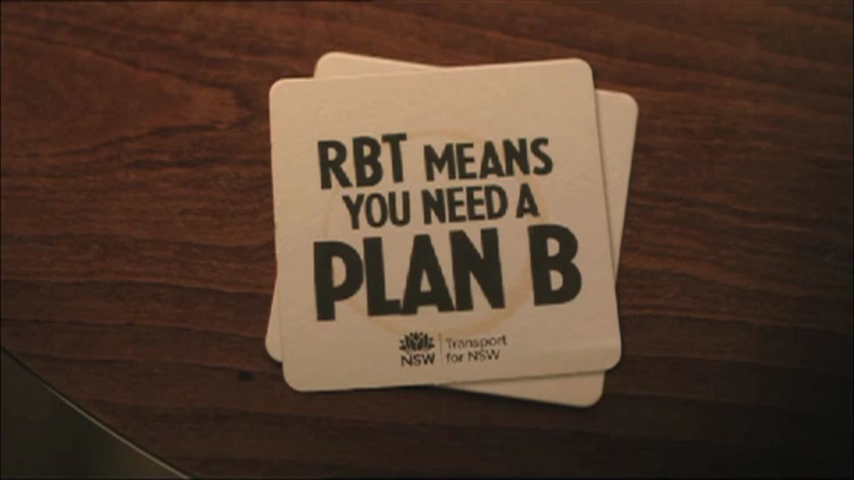 RBT MEANS
YOU NEED A
PLAN B
NSW
Transport
for NSW